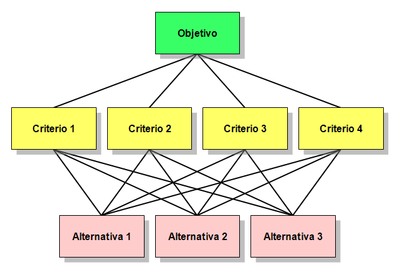 Objetivo
Criterio 1
Criterio 2
Criterio 3
Criterio 4
Alternativa 1
Alternativa 2
Alternativa 3